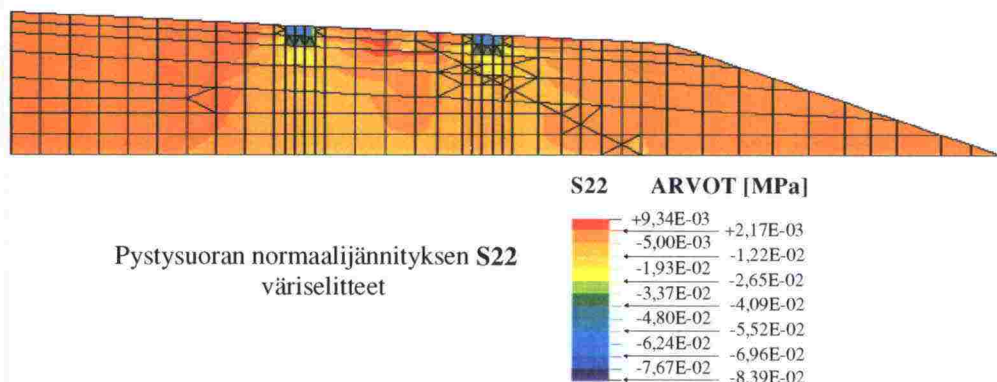 S22 ARVOT [MPa]
+9,34E-03
+2,17E-03
-5,00E-03
-1,22E-02
-1,93E-02
-2,65E-02
-3,37E-02
-4,09E-02
-4,80E-02
-5,52E-02
-6,24E-02
-6,96E-02
-7,67E-02
-8,39E-02
Pystysuoran normaalijännityksen S22
väriselitteet